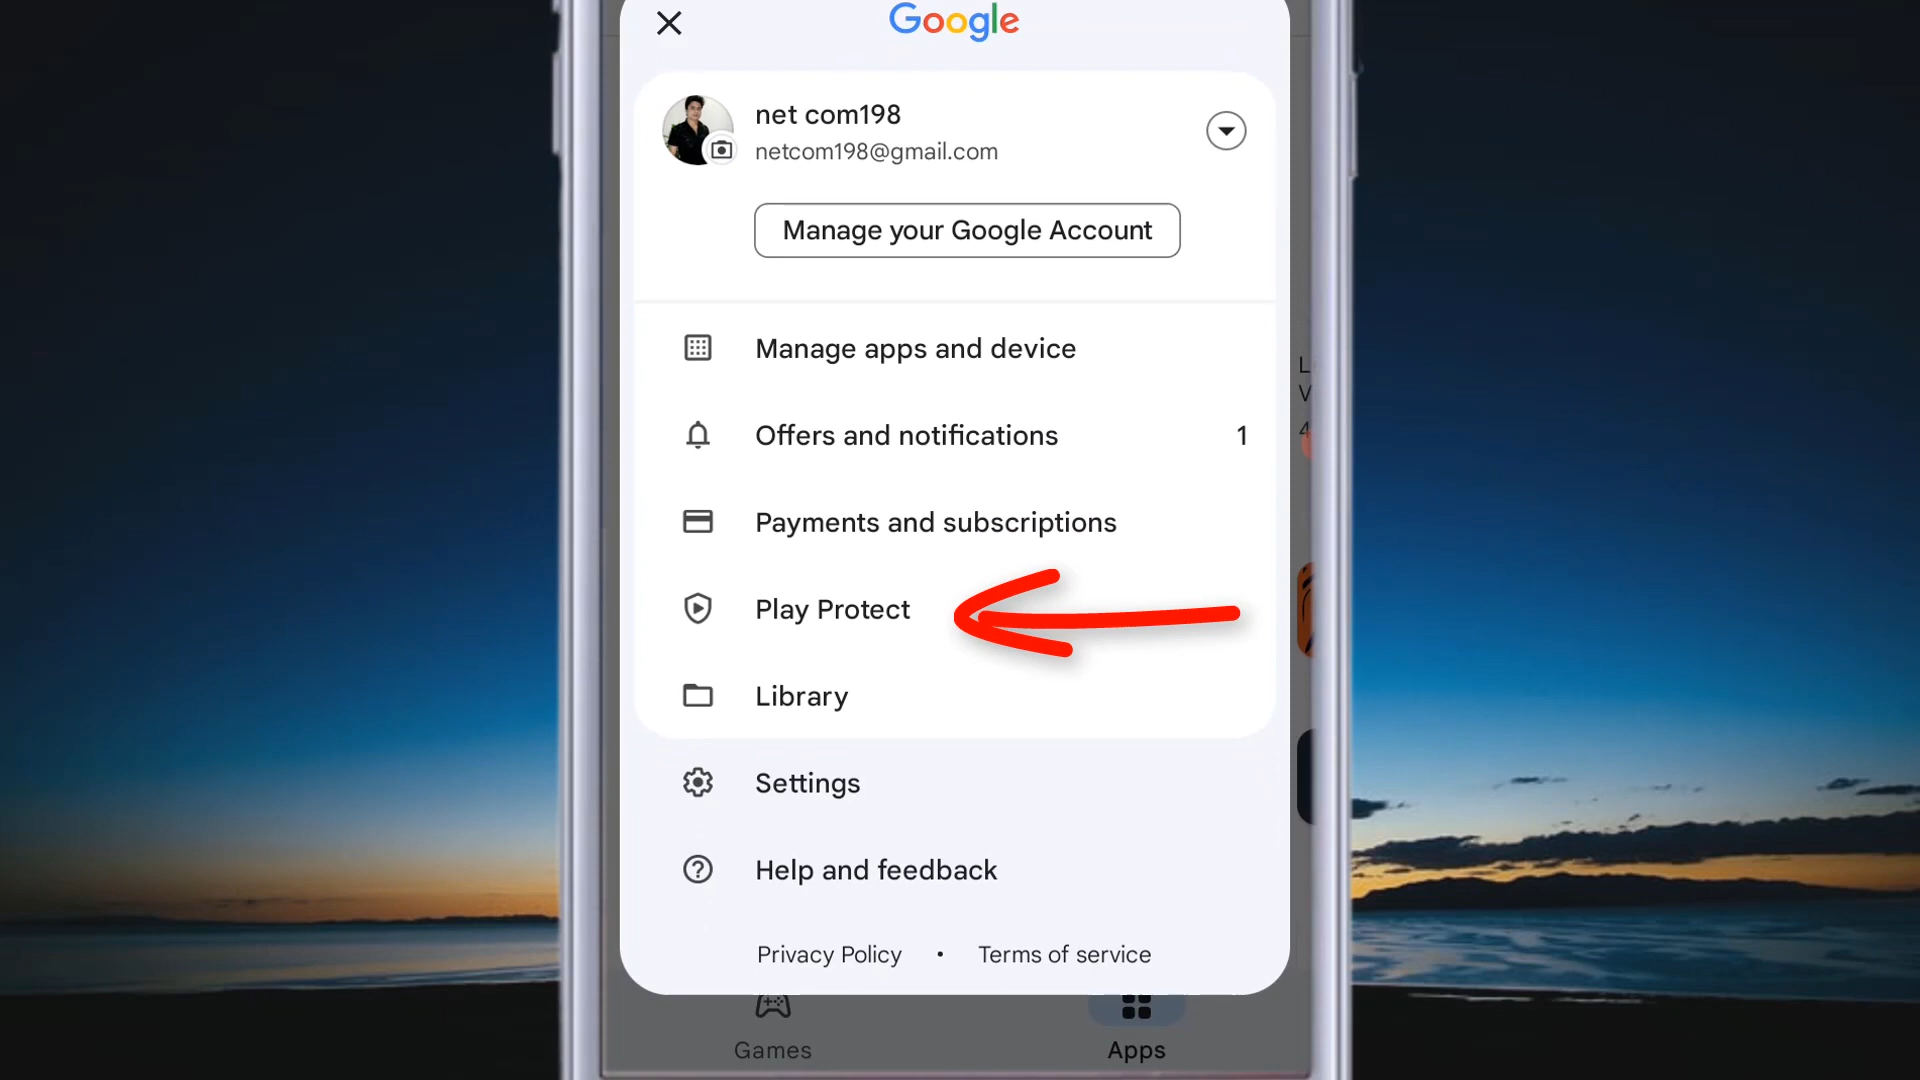 Google
net com198
netcom198@gmail.com
Manage your Google Account
Manage apps and device
Offers and notifications 1
Payments and subscriptions
Play Protect
Library
Settings
Help and feedback
Privacy Policy • Terms of service
L
V
4
Games Apps